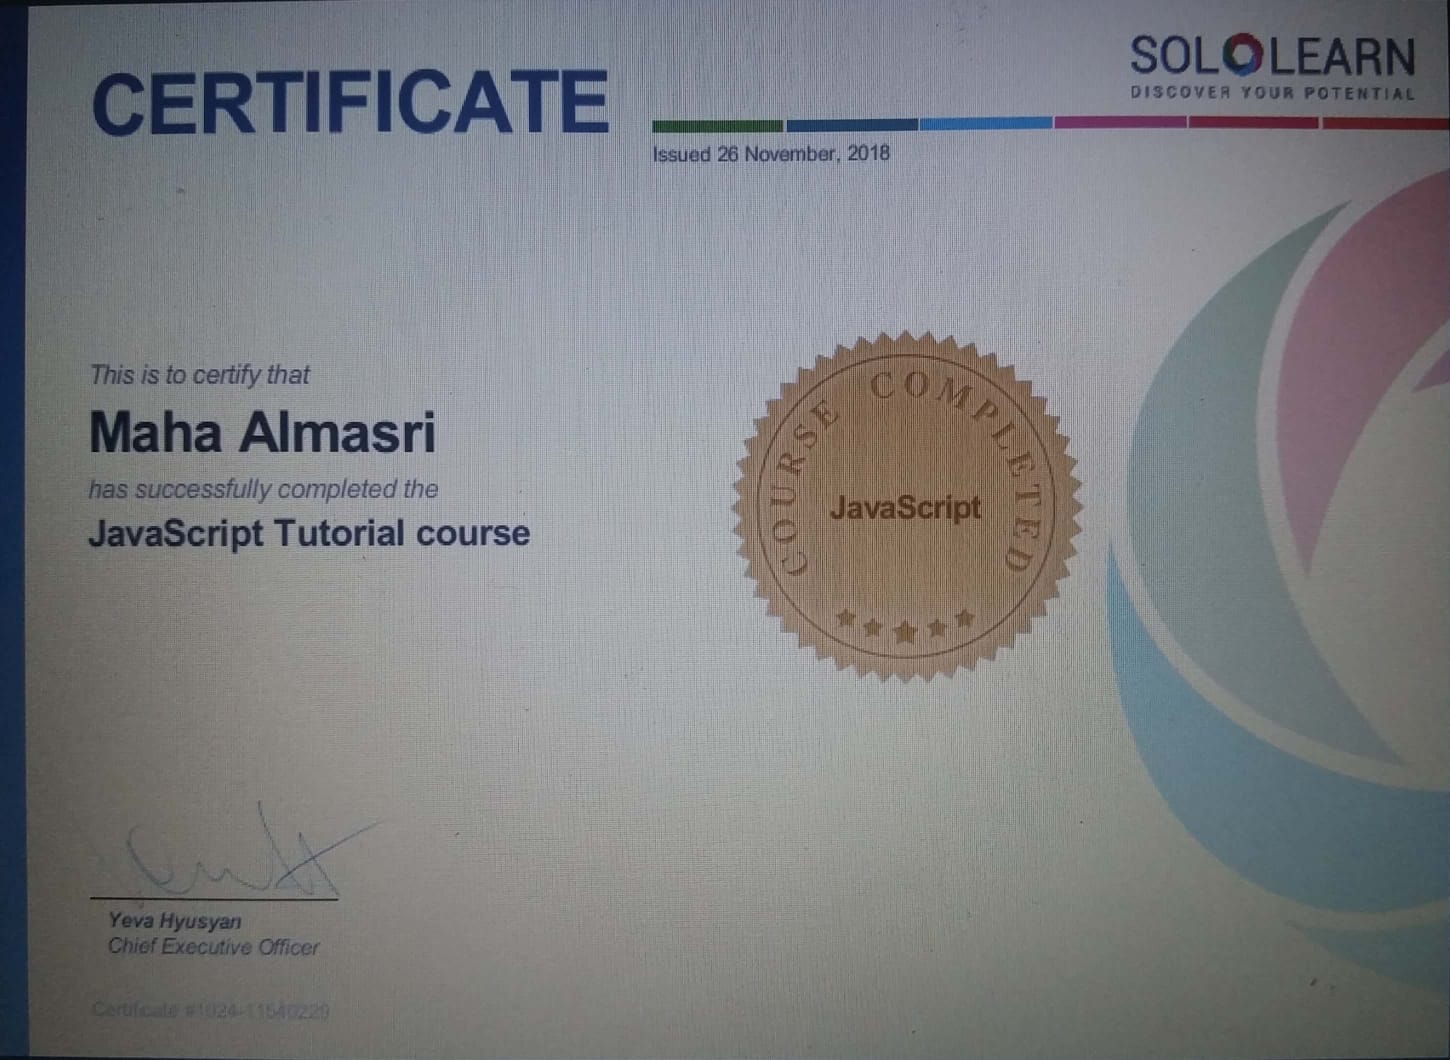 CERTIFICATE
SOLOLEARN
DISCOVER YOUR POTENTIAL
Issued 26 November, 2018
This is to certify that
Maha Almasri
has successfully completed the
JavaScript Tutorial course
COURSE COMPLETED
JavaScript
Yeva Hyusyan
Chief Executive Officer
Certificate #1024-11540229